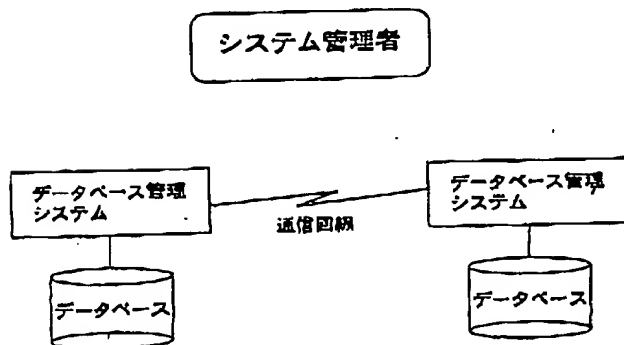 システム管理者
データベース管理
システム
データベース管理
システム
通信回線
データベース
データベース